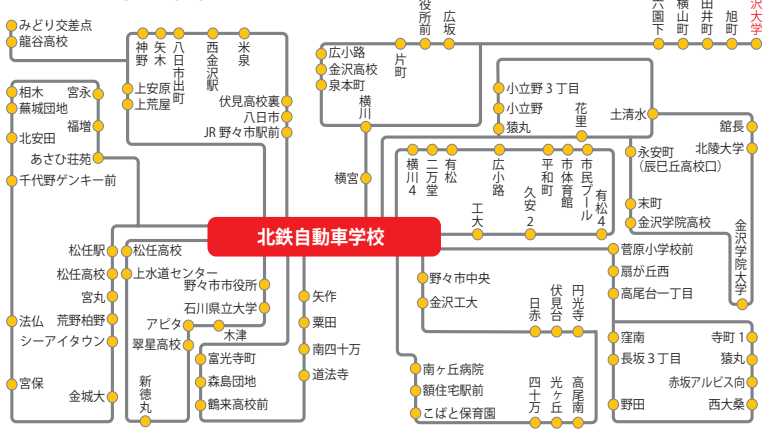 みどり交差点
龍谷高校
神野
矢木
八日市出町
西金沢駅
米泉
上安原
上荒屋
伏見高校裏
八日市
JR 野々市駅前
相木
蕪城団地
宮永
福増
北安田
あさひ荘苑
千代野ゲンキー前
広小路
金沢高校
泉本町
片町
役所前
広坂
横川
横宮
六園下
横山町
田井町
旭町
沢大学
小立野３丁目
小立野
猿丸
花里
土清水
舘長
北陵大学
永安町
（辰巳丘高校口）
末町
金沢学院高校
金沢学院大学
横川４
二万堂
有松
広小路
平和町
市体育館
市民プール
有松４
工大
久安２
北鉄自動車学校
松任駅
松任高校
宮丸
荒野柏野
シーアイタウン
法仏
宮保
金城大
松任高校
上水道センター
野々市市役所
石川県立大学
アピタ
木津
翠星高校
新徳丸
富光寺町
森島団地
鶴来高校前
矢作
粟田
南四十万
道法寺
野々市中央
金沢工大
日赤
伏見台
円光寺
南ヶ丘病院
額住宅駅前
こばと保育園
四十万
光ヶ丘
高尾南
菅原小学校前
扇が丘西
高尾台一丁目
窪南
長坂３丁目
野田
寺町 1
猿丸
赤坂アルビス向
西大桑